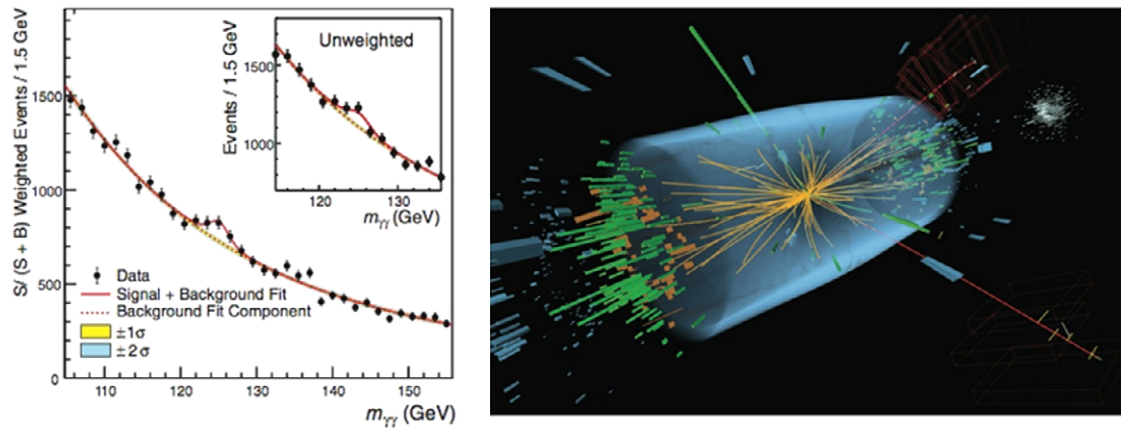 S/ (S + B) Weighted Events / 1.5 GeV
1500
1000
500
0
110
120
130
140
150
m_γγ (GeV)
Data
Signal + Background Fit
Background Fit Component
±1σ
±2σ
Unweighted
Events / 1.5 GeV
1500
1000
120
130
m_γγ (GeV)